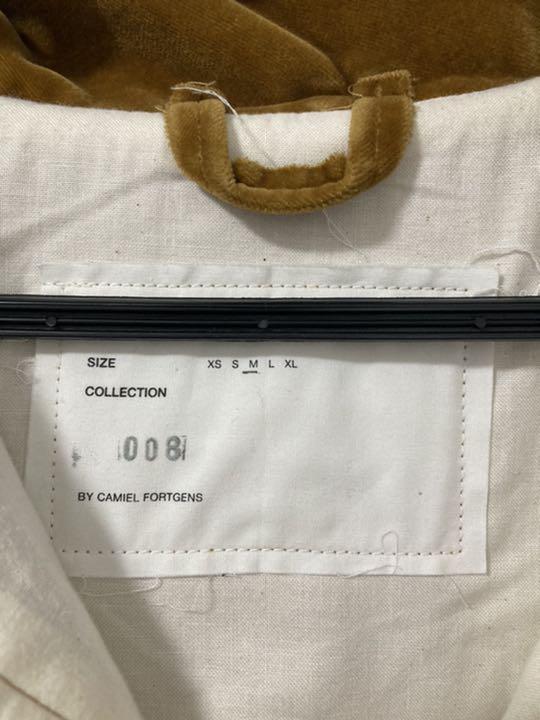 SIZE XS S M L XL
COLLECTION
008
BY CAMIEL FORTGENS